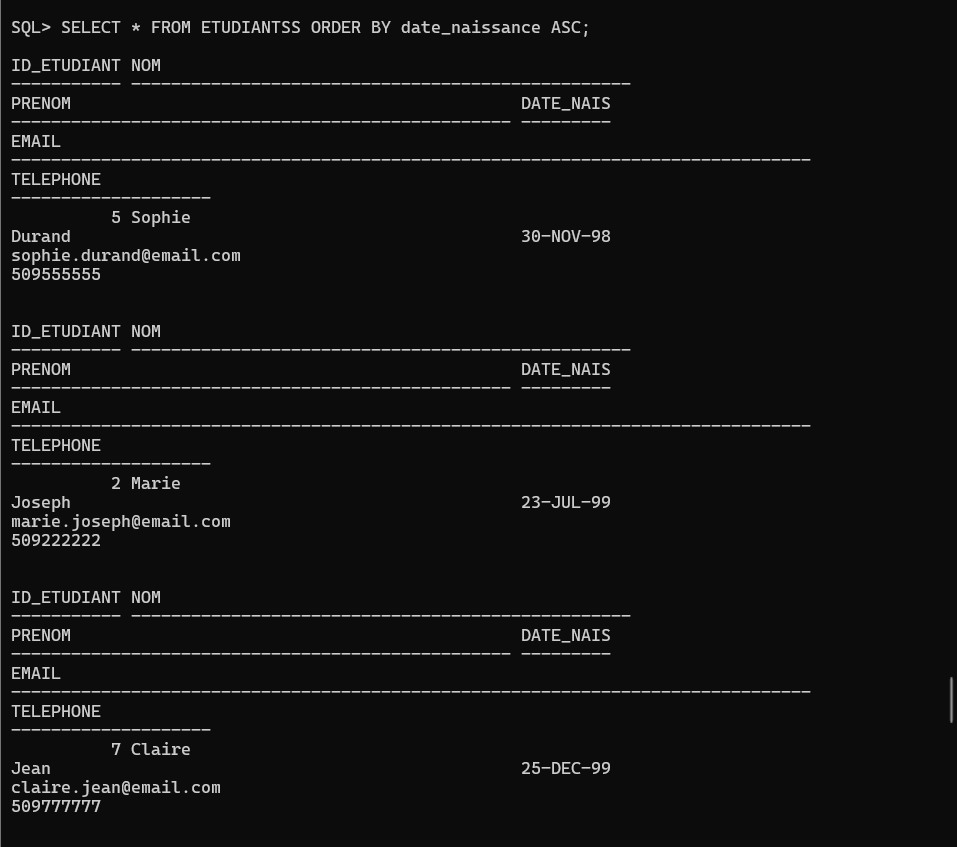 SQL> SELECT * FROM ETUDIANTSS ORDER BY date_naissance ASC;
ID_ETUDIANT NOM
----------- --------------------------------------------------
PRENOM                                             DATE_NAIS
-------------------------------------------------- ---------
EMAIL
--------------------------------------------------------------------------------
TELEPHONE
--------------------
          5 Sophie
Durand                                             30-NOV-98
sophie.durand@email.com
509555555
ID_ETUDIANT NOM
----------- --------------------------------------------------
PRENOM                                             DATE_NAIS
-------------------------------------------------- ---------
EMAIL
--------------------------------------------------------------------------------
TELEPHONE
--------------------
          2 Marie
Joseph                                             23-JUL-99
marie.joseph@email.com
509222222
ID_ETUDIANT NOM
----------- --------------------------------------------------
PRENOM                                             DATE_NAIS
-------------------------------------------------- ---------
EMAIL
--------------------------------------------------------------------------------
TELEPHONE
--------------------
          7 Claire
Jean                                               25-DEC-99
claire.jean@email.com
509777777